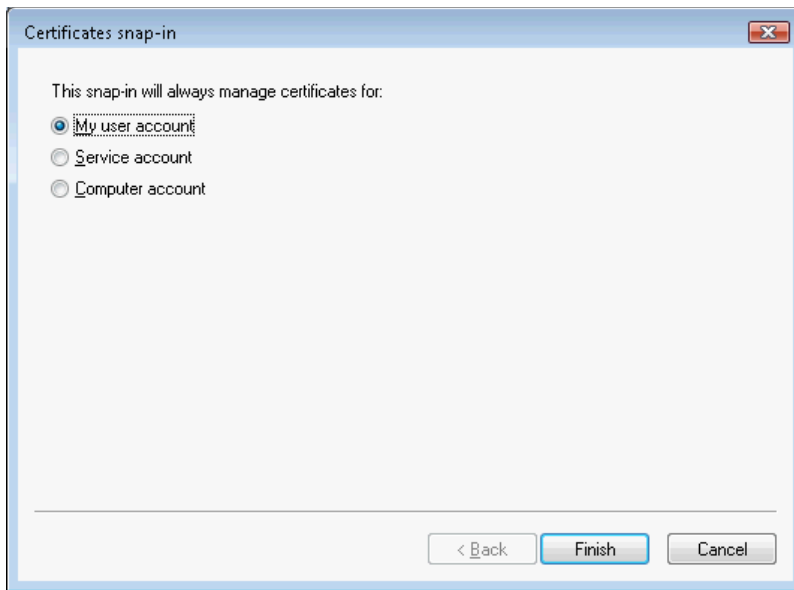 Certificates snap-in
This snap-in will always manage certificates for:
My user account
Service account
Computer account
< Back Finish Cancel